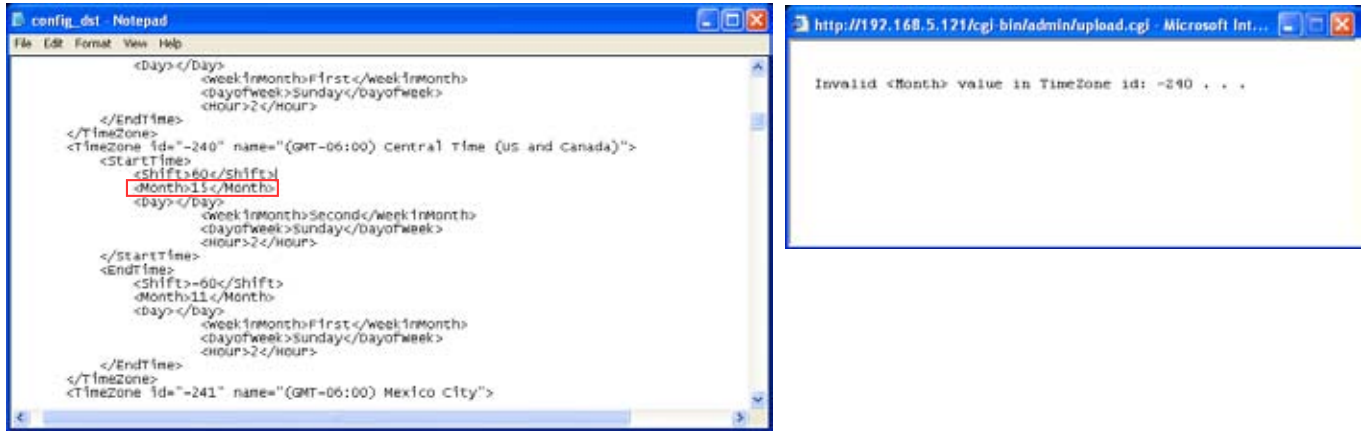 config_dst - Notepad
File Edit Format View Help
<Day></Day>
<WeekInMonth>First</WeekInMonth>
<DayofWeek>Sunday</DayofWeek>
<Hour>2</Hour>
</EndTime>
</TimeZone>
<TimeZone id="-240" name="(GMT-06:00) Central Time (US and Canada)">
<StartTime>
<Shift>60</Shift>
<Month>15</Month>
<Day></Day>
<WeekInMonth>Second</WeekInMonth>
<DayofWeek>Sunday</DayofWeek>
<Hour>2</Hour>
</StartTime>
<EndTime>
<Shift>-60</Shift>
<Month>11</Month>
<Day></Day>
<WeekInMonth>First</WeekInMonth>
<DayofWeek>Sunday</DayofWeek>
<Hour>2</Hour>
</EndTime>
</TimeZone>
<TimeZone id="-241" name="(GMT-06:00) Mexico City">
http://192.168.5.121/cgi-bin/admin/upload.cgi - Microsoft Int...
Invalid <Month> value in TimeZone id: -240 . . .